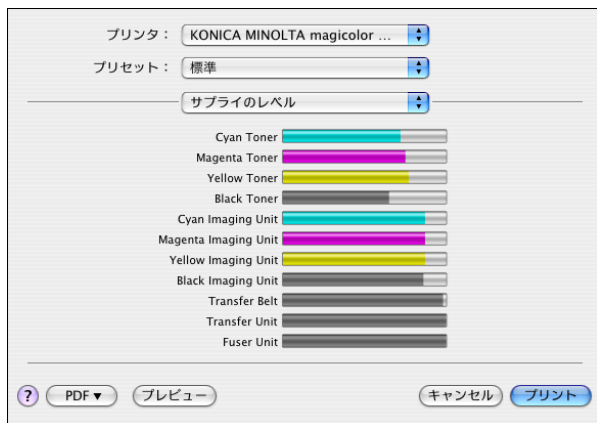 プリンタ： KONICA MINOLTA magicolor ...
プリセット： 標準
サプライのレベル
Cyan Toner
Magenta Toner
Yellow Toner
Black Toner
Cyan Imaging Unit
Magenta Imaging Unit
Yellow Imaging Unit
Black Imaging Unit
Transfer Belt
Transfer Unit
Fuser Unit
? PDF▼ プレビュー キャンセル プリント